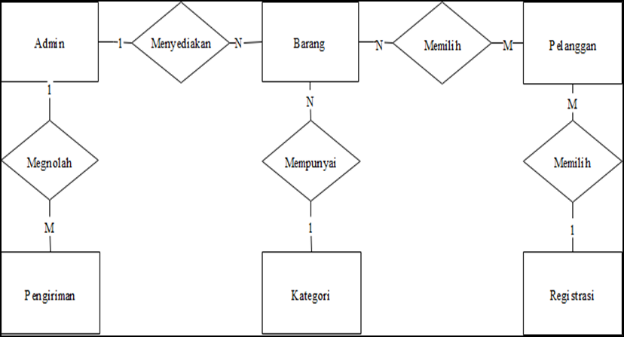 Admin 1 Menyediakan N Barang N Memilih M Pelanggan
1 N M
Megnolah Mempunyai Memilih
M 1 1
Pengiriman Kategori Registrasi